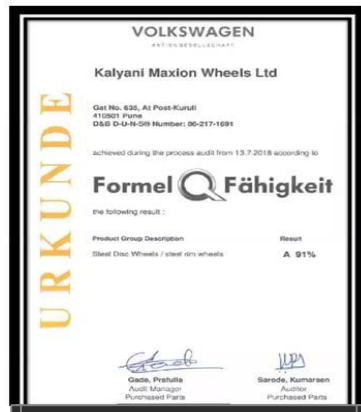 VOLKSWAGEN
AKTIENGESELLSCHAFT
Kalyani Maxion Wheels Ltd
URKUNDE
Gat No. 635, At Post-Kuruli
410501 Pune
D&B D-U-N-S® Number: 86-217-1691
achieved during the process audit from 13.7.2018 according to
Formel Q Fähigkeit
the following result :
Product Group Description Result
Steel Disc Wheels / steel rim wheels A 91%
Gade, Prafulla Sarode, Kumarsen
Audit Manager Auditor
Purchased Parts Purchased Parts